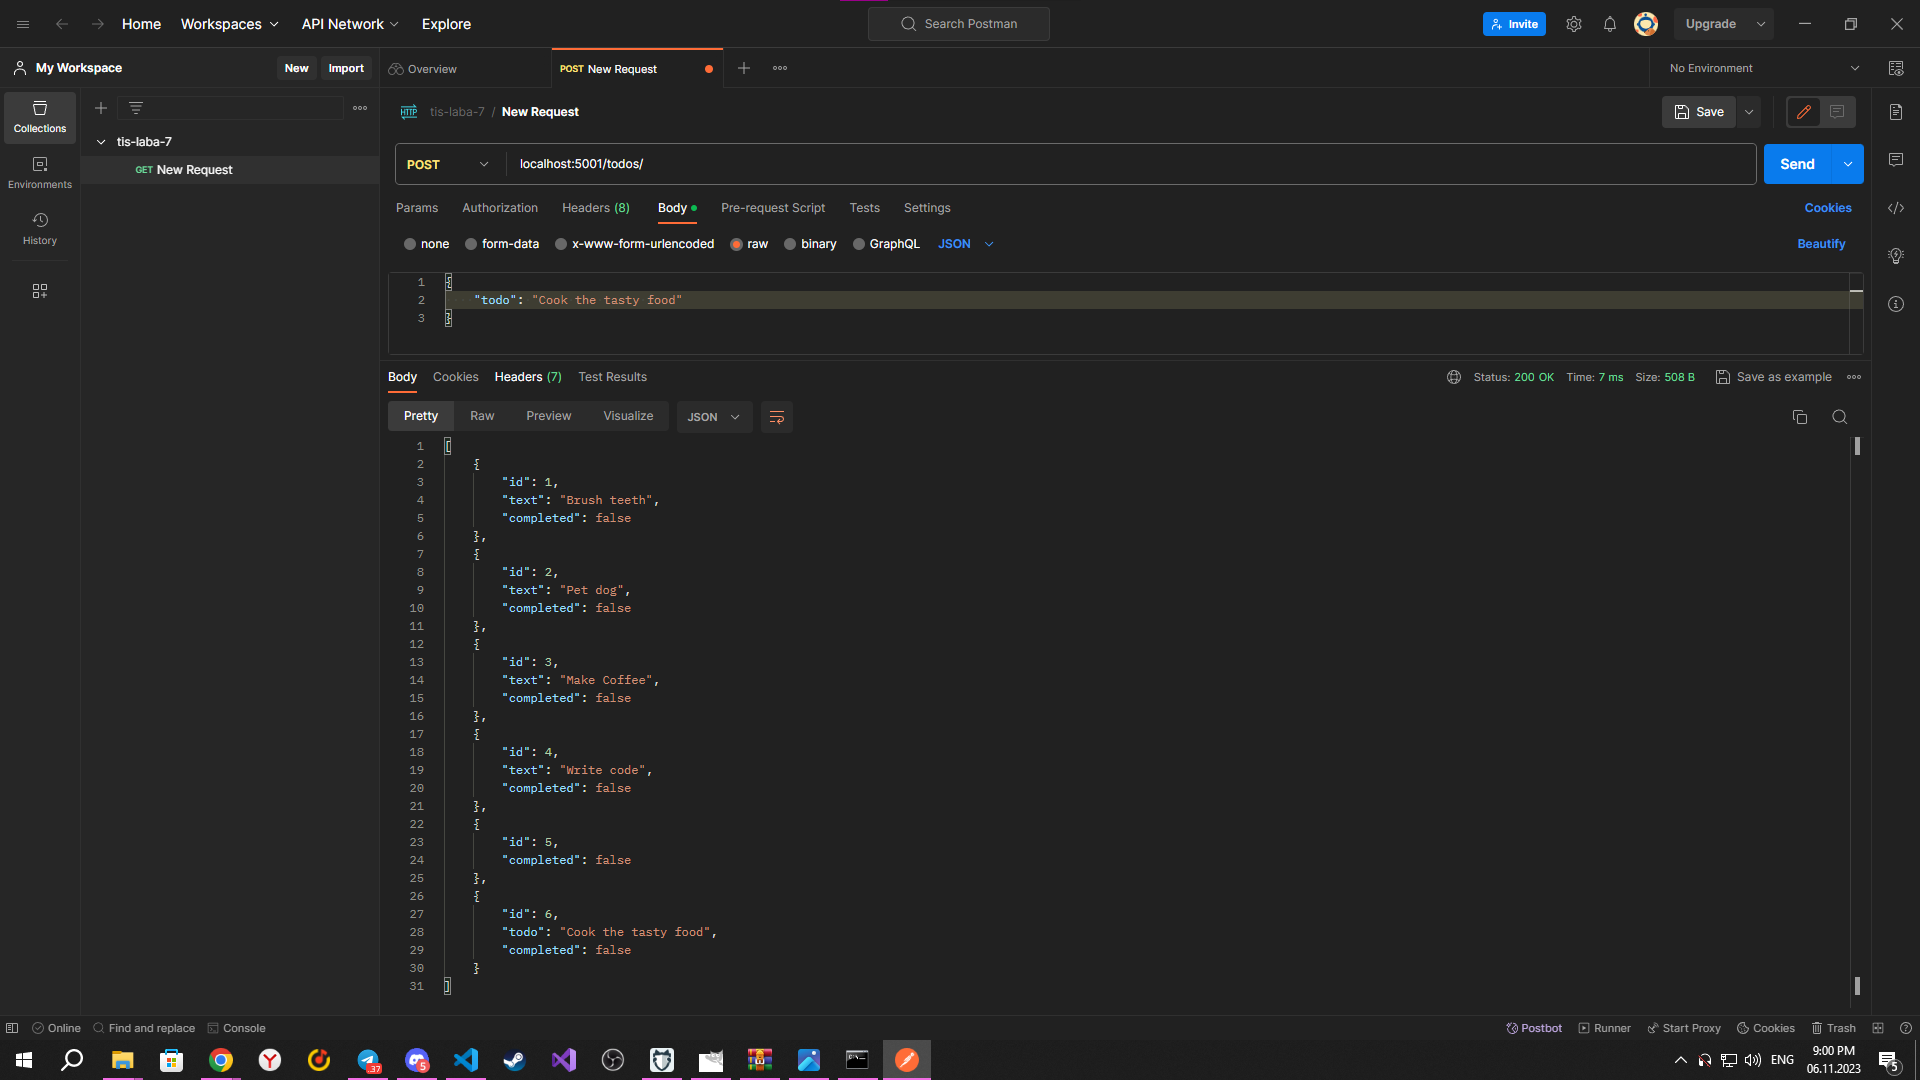 Home Workspaces API Network Explore Search Postman Invite Upgrade
My Workspace New Import Overview POST New Request No Environment
HTTP tis-laba-7 / New Request Save
Collections
tis-laba-7
GET New Request
Environments
History
POST localhost:5001/todos/ Send
Params Authorization Headers (8) Body Pre-request Script Tests Settings Cookies
none form-data x-www-form-urlencoded raw binary GraphQL JSON Beautify
1 {
2 "todo": "Cook the tasty food"
3 }
Body Cookies Headers (7) Test Results Status: 200 OK Time: 7 ms Size: 508 B Save as example
Pretty Raw Preview Visualize JSON
1 [
2 {
3 "id": 1,
4 "text": "Brush teeth",
5 "completed": false
6 },
7 {
8 "id": 2,
9 "text": "Pet dog",
10 "completed": false
11 },
12 {
13 "id": 3,
14 "text": "Make Coffee",
15 "completed": false
16 },
17 {
18 "id": 4,
19 "text": "Write code",
20 "completed": false
21 },
22 {
23 "id": 5,
24 "completed": false
25 },
26 {
27 "id": 6,
28 "todo": "Cook the tasty food",
29 "completed": false
30 }
31 ]
Online Find and replace Console Postbot Runner Start Proxy Cookies Trash
37 5 ENG 9:00 PM 5
06.11.2023